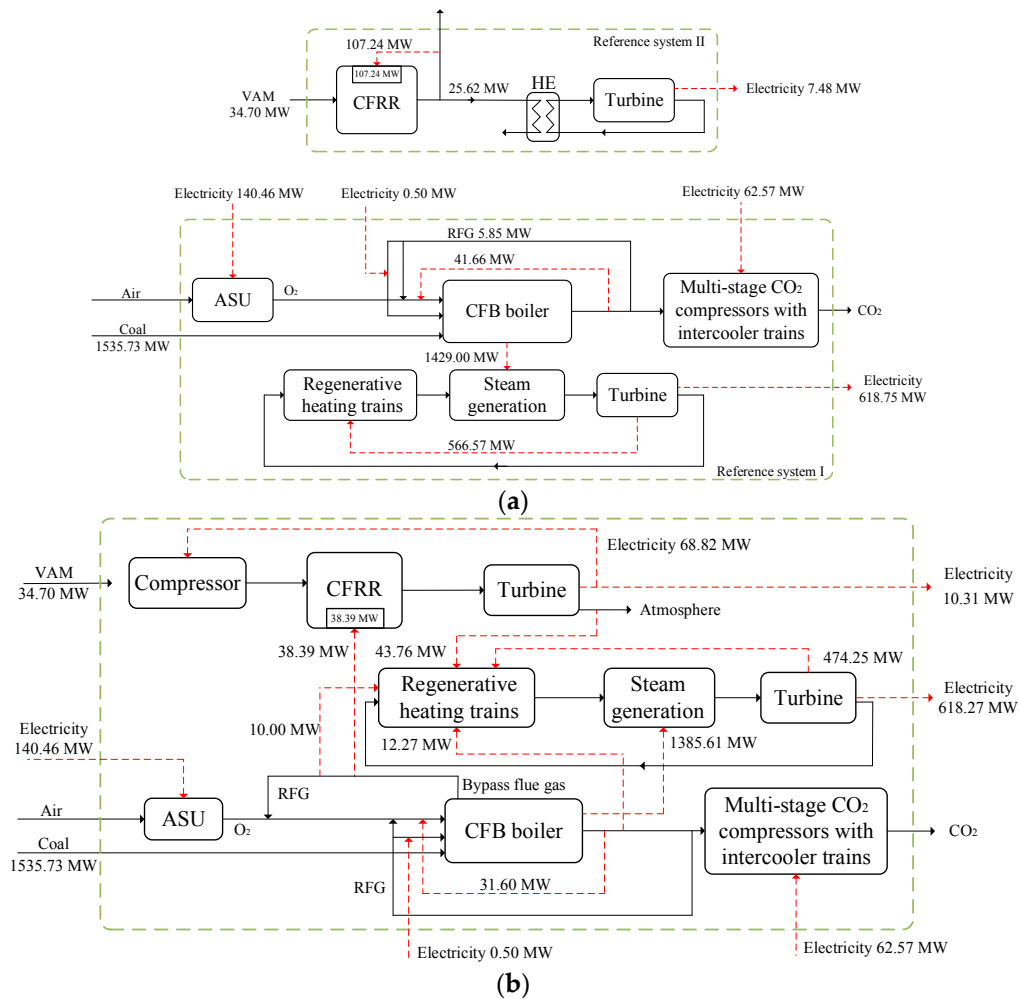 Reference system II
107.24 MW
107.24 MW
CFRR
VAM
34.70 MW
25.62 MW
HE
Turbine
Electricity 7.48 MW
Electricity 140.46 MW
Electricity 0.50 MW
Electricity 62.57 MW
RFG 5.85 MW
41.66 MW
Air
ASU
O2
CFB boiler
Multi-stage CO2
compressors with
intercooler trains
CO2
Coal
1535.73 MW
1429.00 MW
Regenerative
heating trains
Steam
generation
Turbine
Electricity
618.75 MW
566.57 MW
Reference system I
(a)
Electricity 68.82 MW
VAM
34.70 MW
Compressor
CFRR
38.39 MW
Turbine
Electricity
10.31 MW
Atmosphere
38.39 MW
43.76 MW
474.25 MW
Regenerative
heating trains
Steam
generation
Turbine
Electricity
618.27 MW
10.00 MW
12.27 MW
1385.61 MW
Electricity
140.46 MW
RFG
Bypass flue gas
Air
ASU
O2
CFB boiler
Multi-stage CO2
compressors with
intercooler trains
CO2
Coal
1535.73 MW
RFG
31.60 MW
Electricity 0.50 MW
Electricity 62.57 MW
(b)